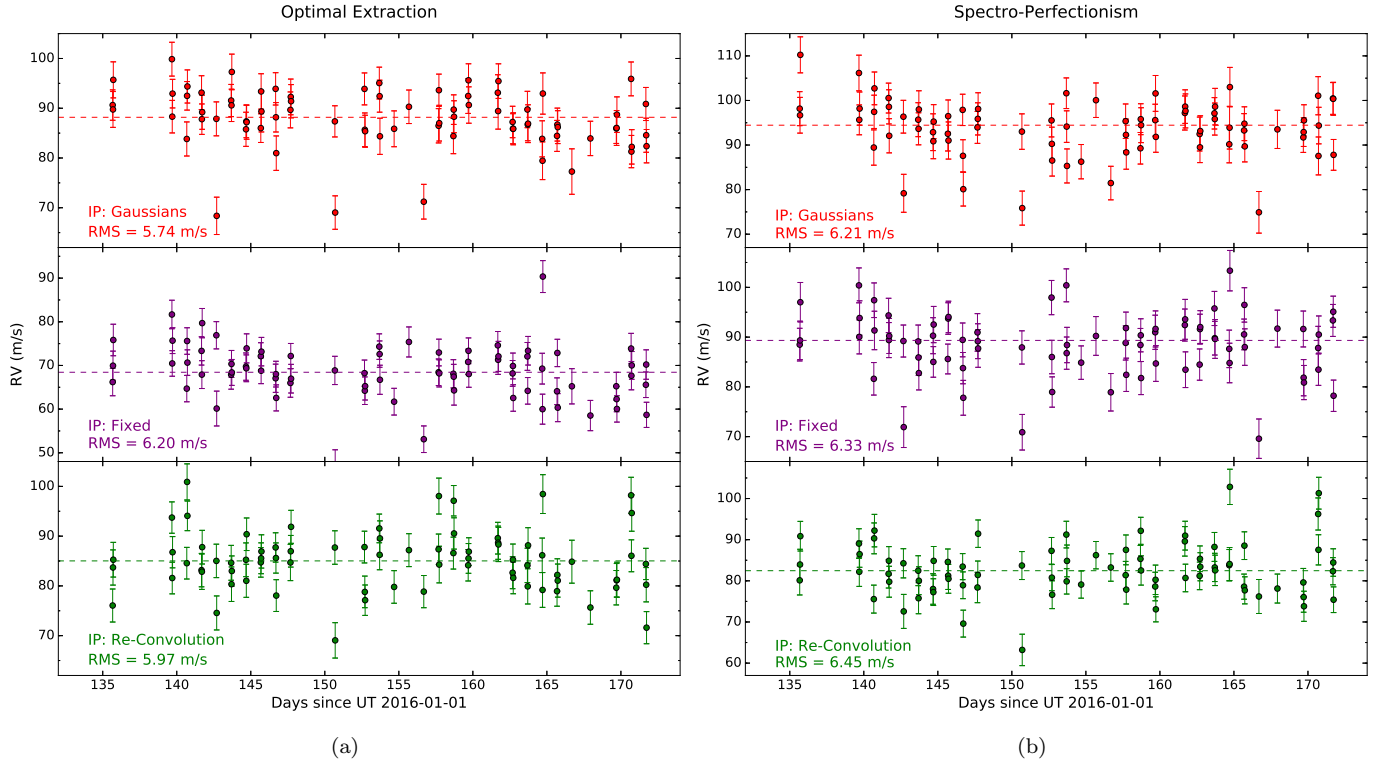 Optimal Extraction
100
90
80
70
IP: Gaussians
RMS = 5.74 m/s
90
80
70
60
50
RV (m/s)
IP: Fixed
RMS = 6.20 m/s
100
90
80
70
IP: Re-Convolution
RMS = 5.97 m/s
135 140 145 150 155 160 165 170
Days since UT 2016-01-01
(a)
Spectro-Perfectionism
110
100
90
80
70
IP: Gaussians
RMS = 6.21 m/s
100
90
80
70
RV (m/s)
IP: Fixed
RMS = 6.33 m/s
100
90
80
70
60
IP: Re-Convolution
RMS = 6.45 m/s
135 140 145 150 155 160 165 170
Days since UT 2016-01-01
(b)